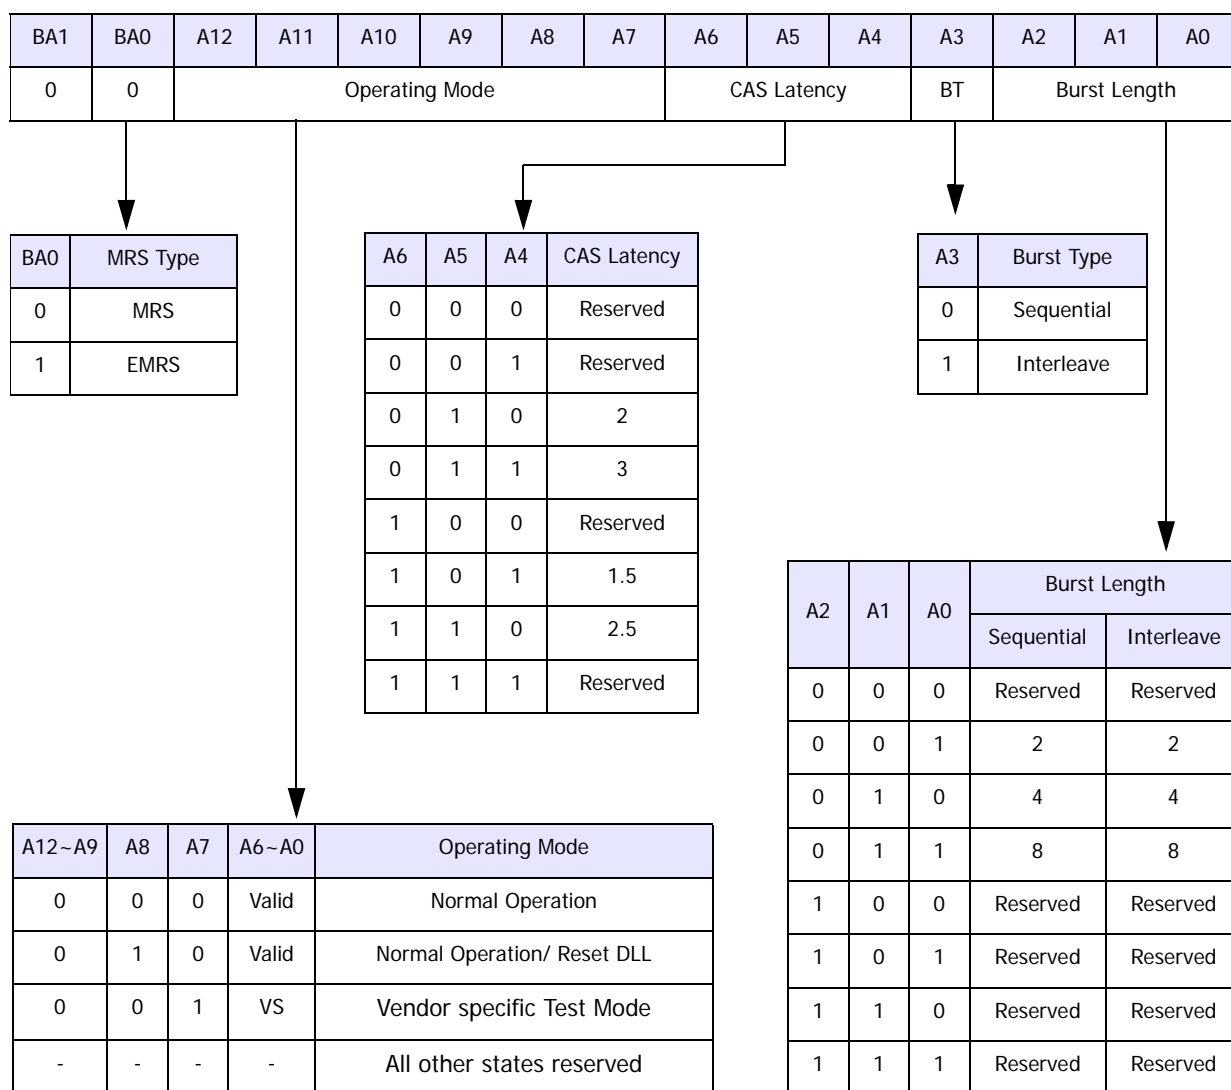 BA1 BA0 A12 A11 A10 A9 A8 A7 A6 A5 A4 A3 A2 A1 A0
0 0 Operating Mode CAS Latency BT Burst Length
BA0 MRS Type
0 MRS
1 EMRS
A6 A5 A4 CAS Latency
0 0 0 Reserved
0 0 1 Reserved
0 1 0 2
0 1 1 3
1 0 0 Reserved
1 0 1 1.5
1 1 0 2.5
1 1 1 Reserved
A3 Burst Type
0 Sequential
1 Interleave
A12~A9 A8 A7 A6~A0 Operating Mode
0 0 0 Valid Normal Operation
0 1 0 Valid Normal Operation/ Reset DLL
0 0 1 VS Vendor specific Test Mode
- - - - All other states reserved
A2 A1 A0 Burst Length
Sequential Interleave
0 0 0 Reserved Reserved
0 0 1 2 2
0 1 0 4 4
0 1 1 8 8
1 0 0 Reserved Reserved
1 0 1 Reserved Reserved
1 1 0 Reserved Reserved
1 1 1 Reserved Reserved